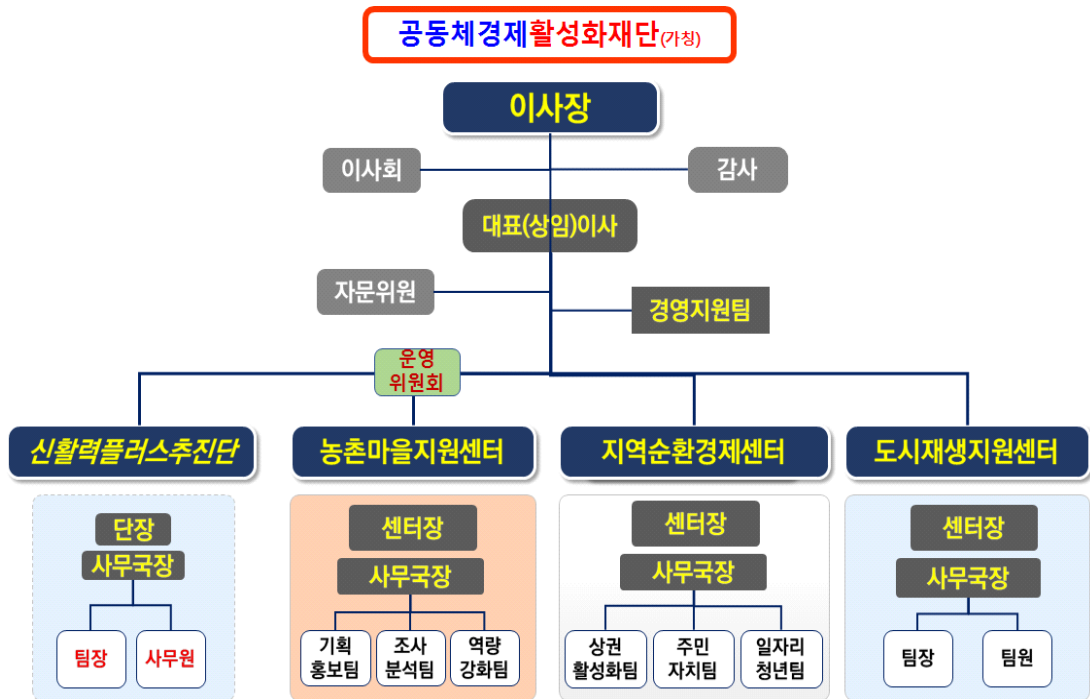 공동체경제활성화재단(가칭)
이사장
이사회
감사
대표(상임)이사
자문위원
경영지원팀
운영
위원회
신활력플러스추진단
농촌마을지원센터
지역순환경제센터
도시재생지원센터
단장
사무국장
팀장
사무원
센터장
사무국장
기획
홍보팀
조사
분석팀
역량
강화팀
센터장
사무국장
상권
활성화팀
주민
자치팀
일자리
청년팀
센터장
사무국장
팀장
팀원